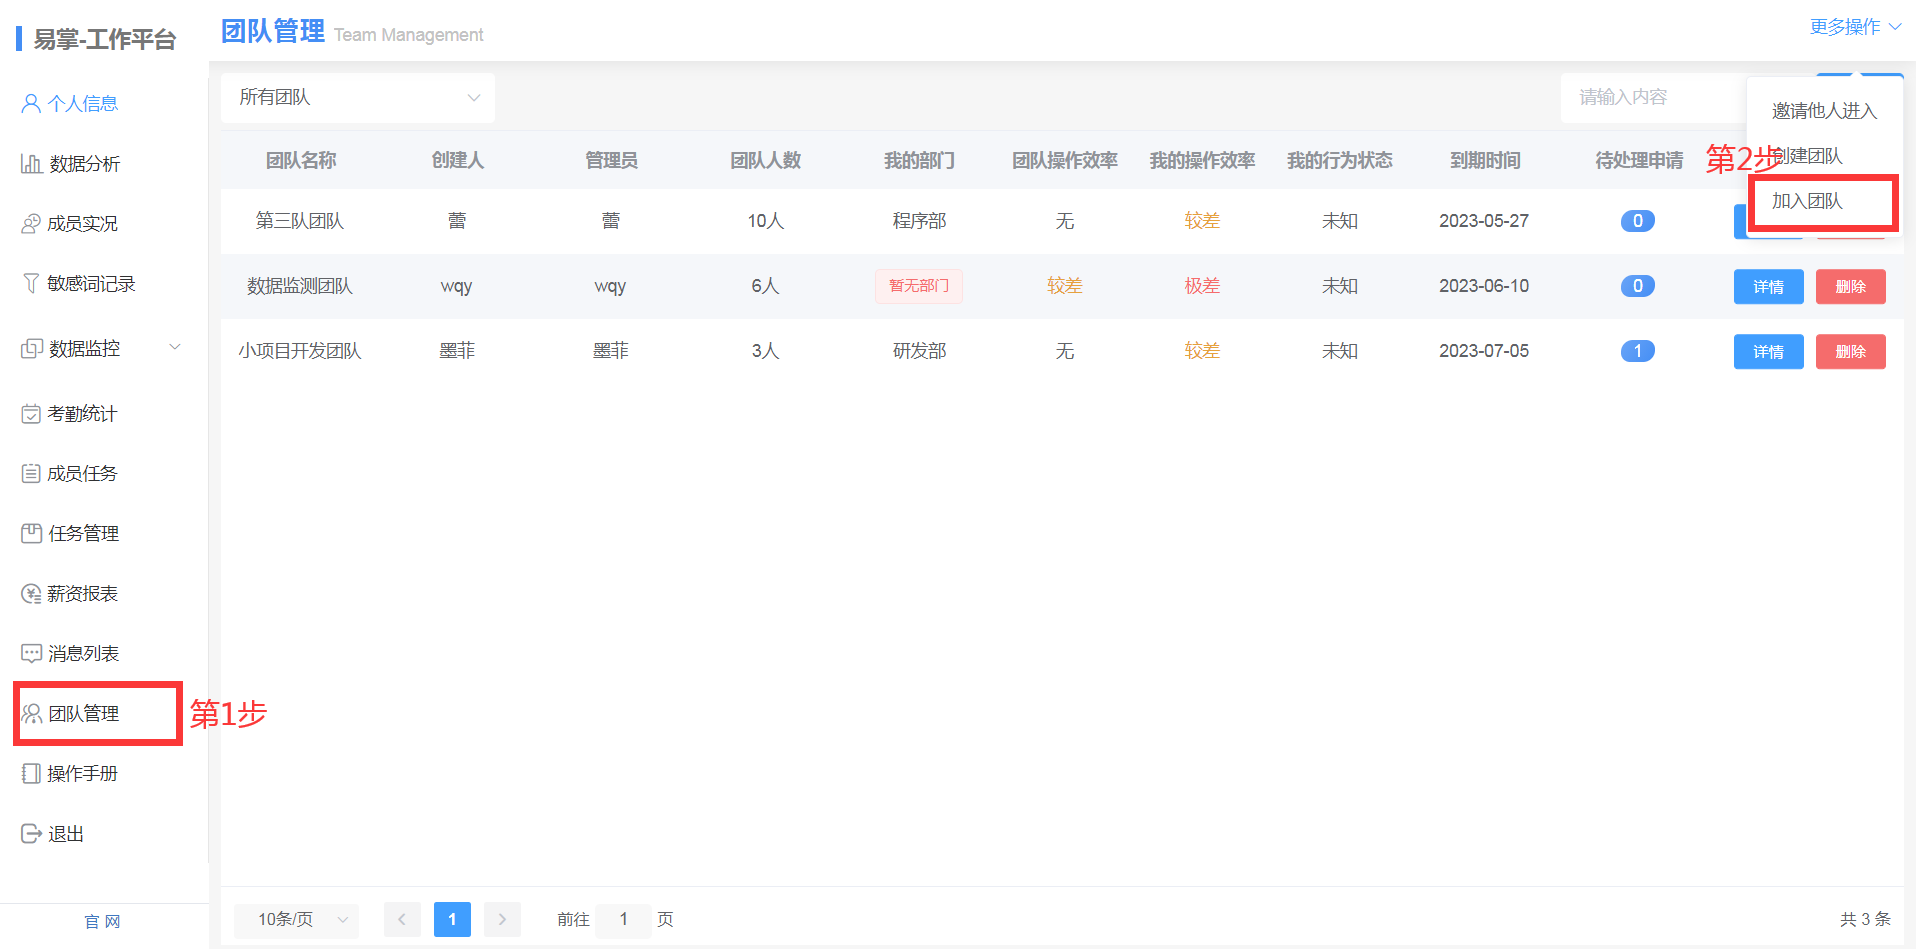 易掌-工作平台
团队管理 Team Management
更多操作
个人信息
数据分析
成员实况
敏感词记录
数据监控
考勤统计
成员任务
任务管理
薪资报表
消息列表
团队管理
第1步
操作手册
退出
官 网
所有团队
请输入内容
邀请他人进入
创建团队
加入团队
第2步
团队名称 创建人 管理员 团队人数 我的部门 团队操作效率 我的操作效率 我的行为状态 到期时间 待处理申请
第三队团队 蕾 蕾 10人 程序部 无 较差 未知 2023-05-27 0
数据监测团队 wqy wqy 6人 暂无部门 较差 极差 未知 2023-06-10 0 详情 删除
小项目开发团队 墨菲 墨菲 3人 研发部 无 较差 未知 2023-07-05 1 详情 删除
10条/页 1 前往 1 页 共 3 条